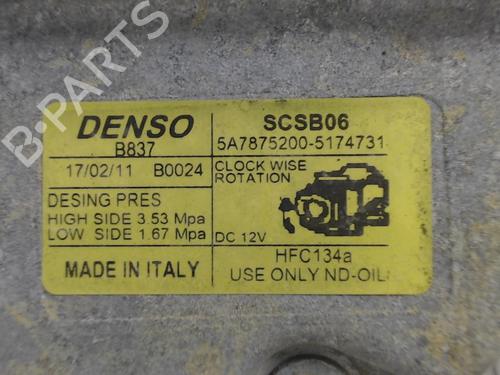 DENSO
B837
17/02/11 B0024
DESING PRES
HIGH SIDE 3.53 Mpa
LOW SIDE 1.67 Mpa
MADE IN ITALY
SCSB06
5A7875200-5174731
CLOCK WISE
ROTATION
DC 12V
HFC134a
USE ONLY ND-OIL
B-PARTS